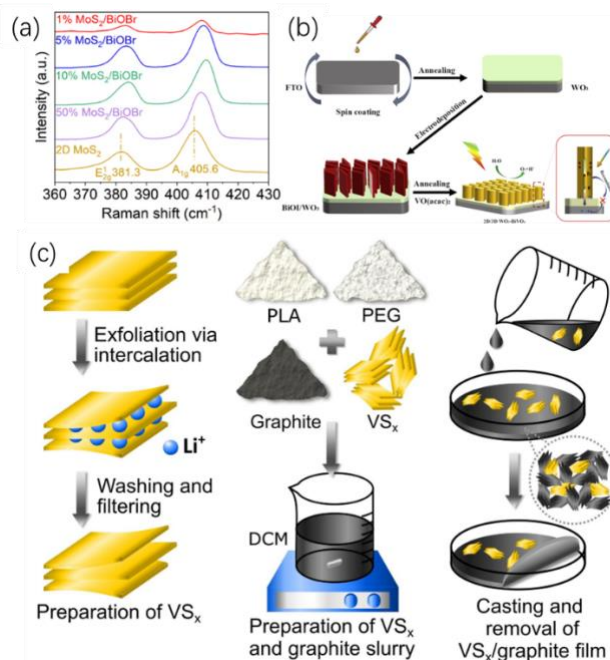 (a)
1% MoS₂/BiOBr
5% MoS₂/BiOBr
10% MoS₂/BiOBr
50% MoS₂/BiOBr
2D MoS₂
E¹₂g 381.3
A₁g 405.6
Intensity (a.u.)
360 370 380 390 400 410 420 430
Raman shift (cm⁻¹)
(b)
FTO
Spin coating
Annealing
WO₃
Electrodeposition
BiOI/WO₃
Annealing
VO(acac)₂
H₂O
(c)
Exfoliation via
intercalation
Li⁺
Washing and
filtering
Preparation of VSₓ
PLA
PEG
Graphite
VSₓ
DCM
Preparation of VSₓ
and graphite slurry
Casting and
removal of
VSₓ/graphite film